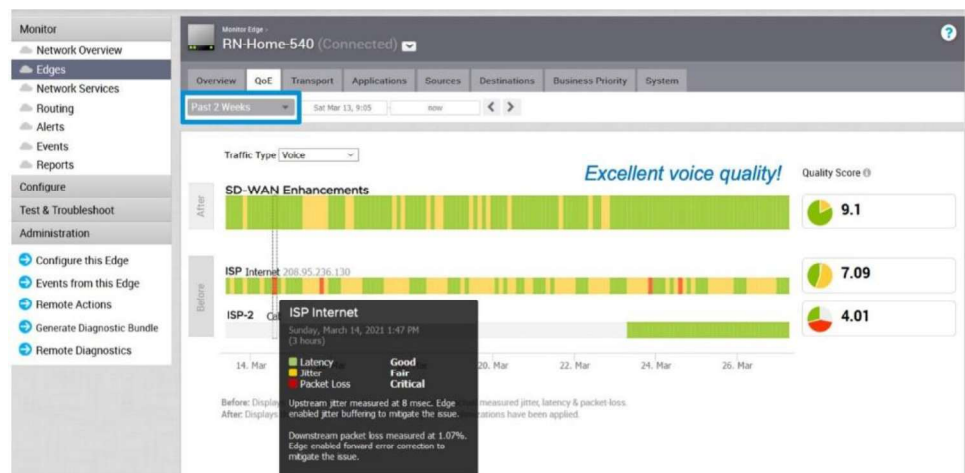 Monitor
Network Overview
Edges
Network Services
Routing
Alerts
Events
Reports
Configure
Test & Troubleshoot
Administration
Configure this Edge
Events from this Edge
Remote Actions
Generate Diagnostic Bundle
Remote Diagnostics
Monitor Edge
RN-Home-540 (Connected)
?
Overview QoE Transport Applications Sources Destinations Business Priority System
Past 2 Weeks Sat Mar 13, 9:05 now
Traffic Type Voice
Excellent voice quality!
Quality Score
After
SD-WAN Enhancements
9.1
Before
ISP Internet 208.95.236.130
7.09
ISP-2
4.01
ISP Internet
Sunday, March 14, 2021 1:47 PM
(3 hours)
Latency Good
Jitter Fair
Packet Loss Critical
Upstream jitter measured at 8 msec. Edge
enabled jitter buffering to mitigate the issue.
Downstream packet loss measured at 1.07%.
Edge enabled forward error correction to
mitigate the issue.
14. Mar 20. Mar 22. Mar 24. Mar 26. Mar
Before: Display measured jitter, latency & packet-loss.
After: Displays have been applied.